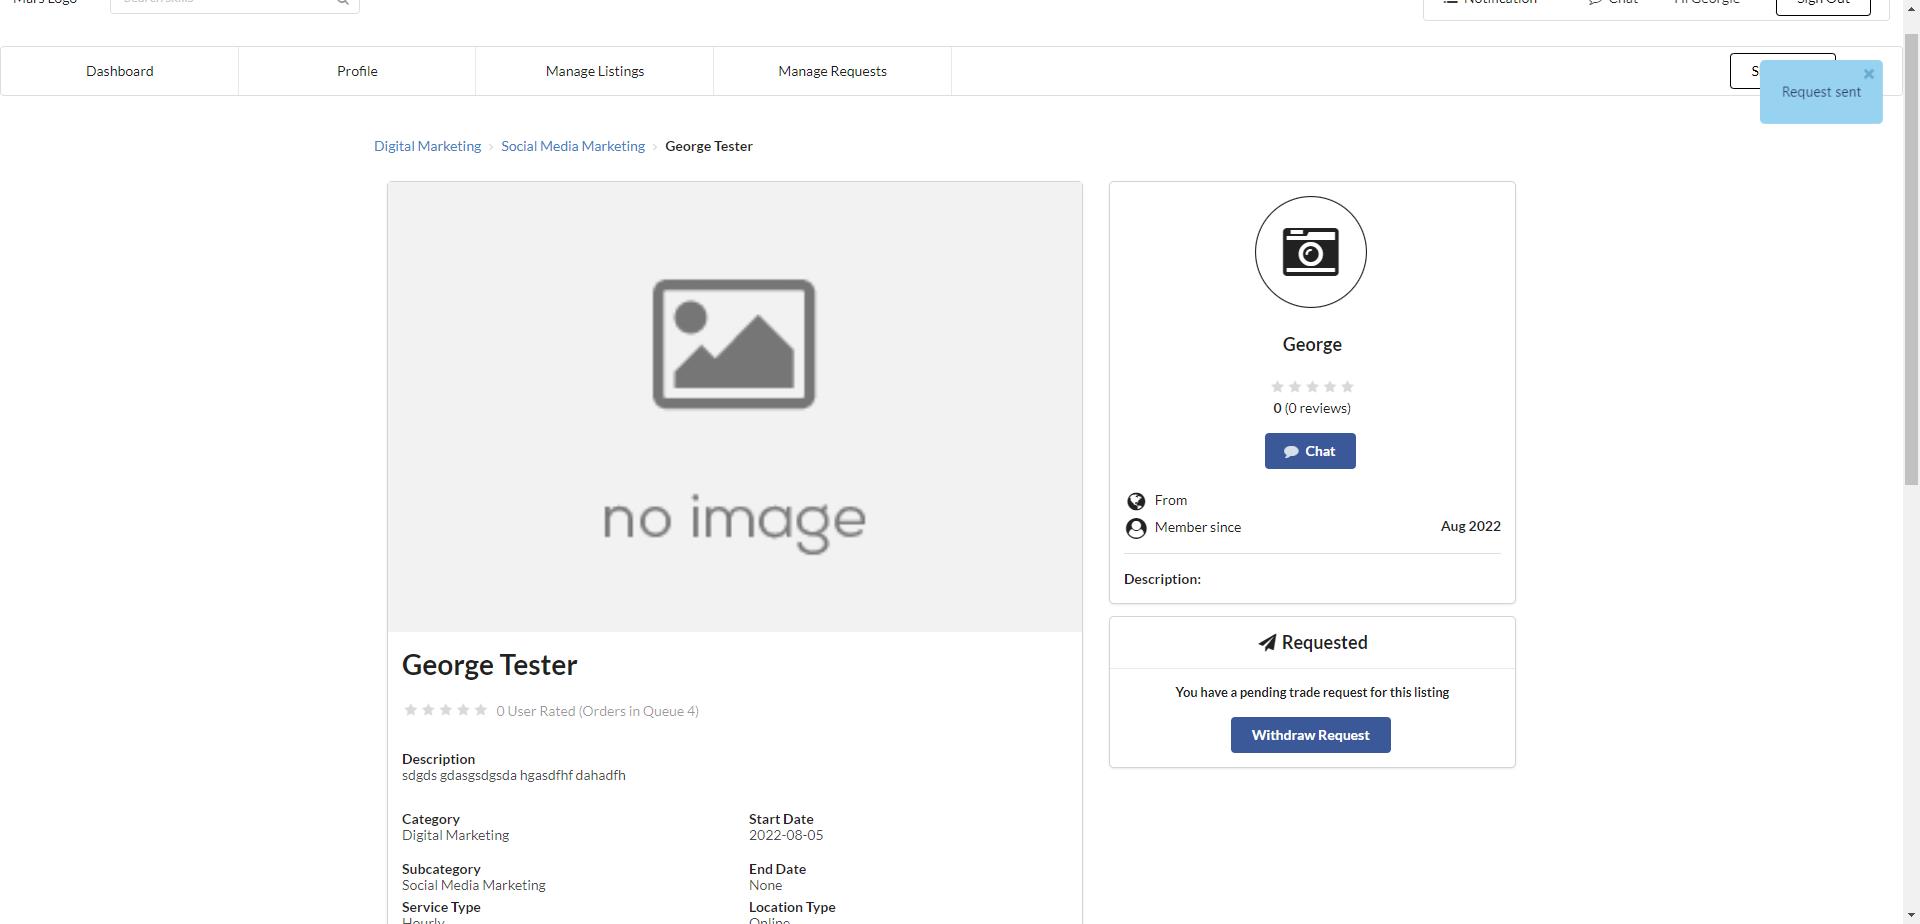 Mars Logo
Search skills
Notification
Chat
Hi Georgie
Sign Out
Dashboard
Profile
Manage Listings
Manage Requests
S
Request sent
Digital Marketing
Social Media Marketing
George Tester
no image
George
0 (0 reviews)
Chat
From
Member since
Aug 2022
Description:
Requested
You have a pending trade request for this listing
Withdraw Request
George Tester
0 User Rated (Orders in Queue 4)
Description
sdgds gdasgsdgsda hgasdfhf dahadfh
Category
Digital Marketing
Start Date
2022-08-05
Subcategory
Social Media Marketing
End Date
None
Service Type
Hourly
Location Type
Online